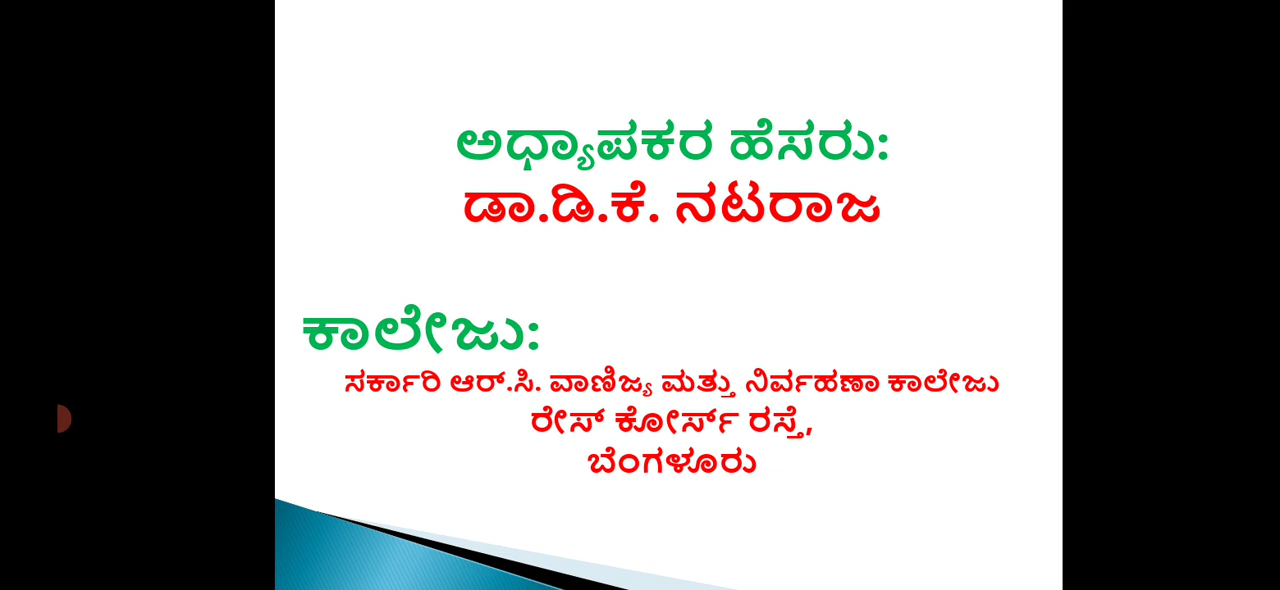 ಅಧ್ಯಾಪಕರ ಹೆಸರು:
ಡಾ.ಡಿ.ಕೆ. ನಟರಾಜ
ಕಾಲೇಜು:
ಸರ್ಕಾರಿ ಆರ್.ಸಿ. ವಾಣಿಜ್ಯ ಮತ್ತು ನಿರ್ವಹಣಾ ಕಾಲೇಜು
ರೇಸ್ ಕೋರ್ಸ್ ರಸ್ತೆ,
ಬೆಂಗಳೂರು